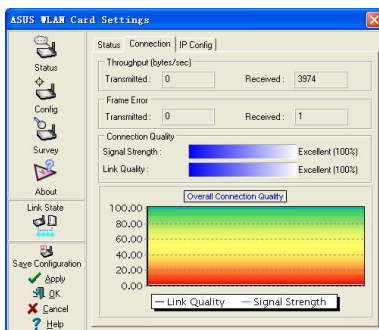 ASUS WLAN Card Settings
Status
Config
Survey
About
Link State
Save Configuration
Apply
OK
Cancel
Help
Status Connection IP Config
Throughput (bytes/sec)
Transmitted : 0 Received : 3974
Frame Error
Transmitted : 0 Received : 1
Connection Quality
Signal Strength : Excellent (100%)
Link Quality : Excellent (100%)
Overall Connection Quality
100.00
80.00
60.00
40.00
20.00
0.00
Link Quality Signal Strength